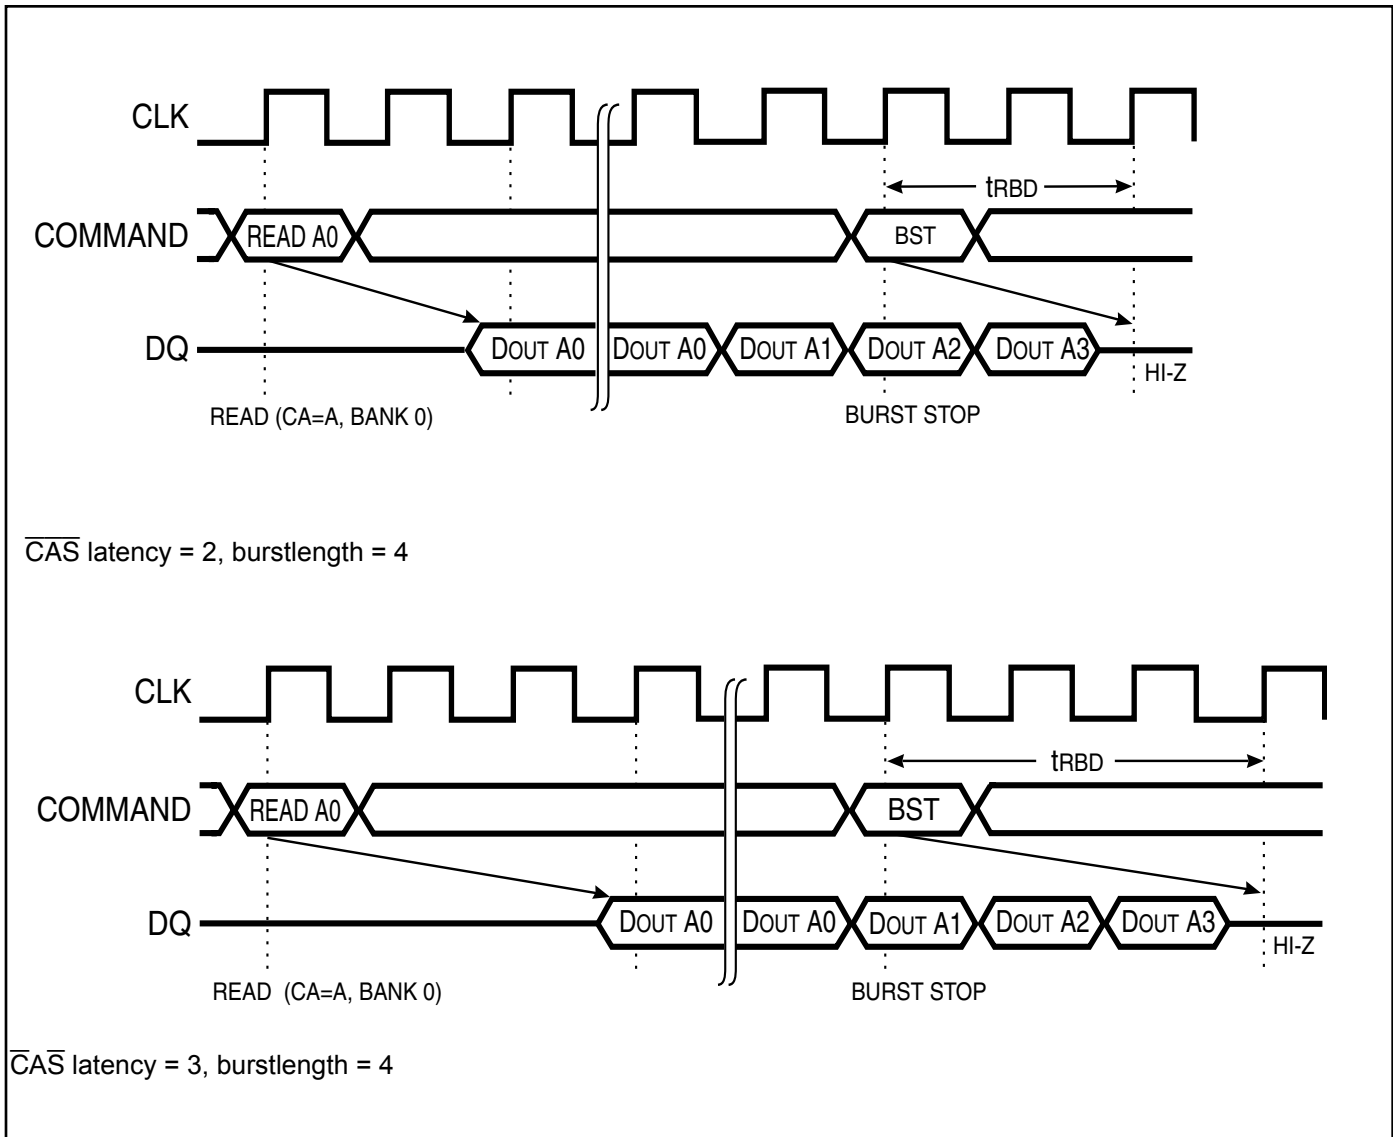 CLK
tRBD
COMMAND READ A0 BST
DQ DOUT A0 DOUT A0 DOUT A1 DOUT A2 DOUT A3 HI-Z
READ (CA=A, BANK 0) BURST STOP
C̅A̅S̅ latency = 2, burstlength = 4
CLK
tRBD
COMMAND READ A0 BST
DQ DOUT A0 DOUT A0 DOUT A1 DOUT A2 DOUT A3 HI-Z
READ (CA=A, BANK 0) BURST STOP
C̅AS̅ latency = 3, burstlength = 4